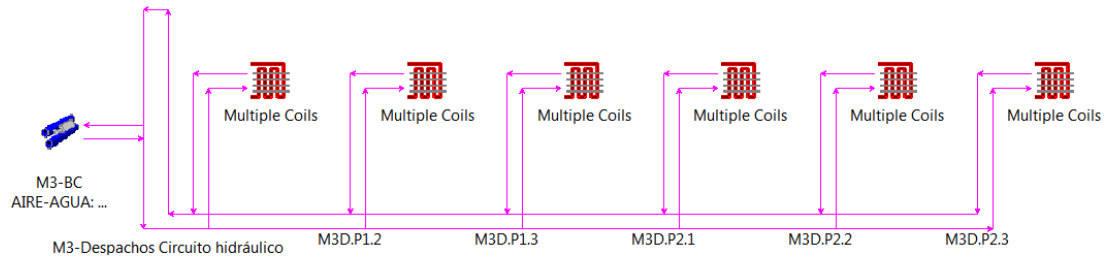 Multiple Coils
Multiple Coils
Multiple Coils
Multiple Coils
Multiple Coils
Multiple Coils
M3-BC
AIRE-AGUA: ...
M3-Despachos Circuito hidráulico
M3D.P1.2
M3D.P1.3
M3D.P2.1
M3D.P2.2
M3D.P2.3